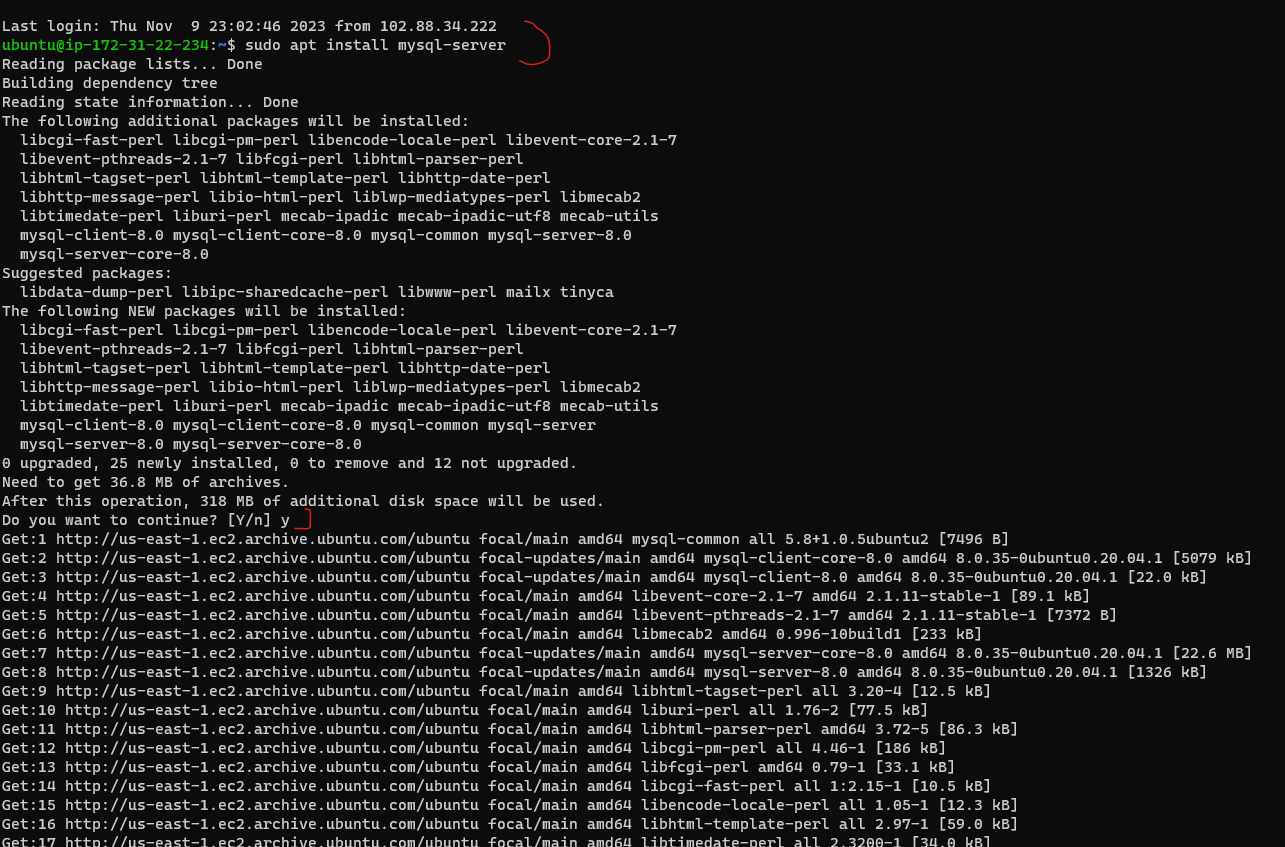 Last login: Thu Nov  9 23:02:46 2023 from 102.88.34.222
ubuntu@ip-172-31-22-234:~$ sudo apt install mysql-server
Reading package lists... Done
Building dependency tree
Reading state information... Done
The following additional packages will be installed:
  libcgi-fast-perl libcgi-pm-perl libencode-locale-perl libevent-core-2.1-7
  libevent-pthreads-2.1-7 libfcgi-perl libhtml-parser-perl
  libhtml-tagset-perl libhtml-template-perl libhttp-date-perl
  libhttp-message-perl libio-html-perl liblwp-mediatypes-perl libmecab2
  libtimedate-perl liburi-perl mecab-ipadic mecab-ipadic-utf8 mecab-utils
  mysql-client-8.0 mysql-client-core-8.0 mysql-common mysql-server-8.0
  mysql-server-core-8.0
Suggested packages:
  libdata-dump-perl libipc-sharedcache-perl libwww-perl mailx tinyca
The following NEW packages will be installed:
  libcgi-fast-perl libcgi-pm-perl libencode-locale-perl libevent-core-2.1-7
  libevent-pthreads-2.1-7 libfcgi-perl libhtml-parser-perl
  libhtml-tagset-perl libhtml-template-perl libhttp-date-perl
  libhttp-message-perl libio-html-perl liblwp-mediatypes-perl libmecab2
  libtimedate-perl liburi-perl mecab-ipadic mecab-ipadic-utf8 mecab-utils
  mysql-client-8.0 mysql-client-core-8.0 mysql-common mysql-server
  mysql-server-8.0 mysql-server-core-8.0
0 upgraded, 25 newly installed, 0 to remove and 12 not upgraded.
Need to get 36.8 MB of archives.
After this operation, 318 MB of additional disk space will be used.
Do you want to continue? [Y/n] y
Get:1 http://us-east-1.ec2.archive.ubuntu.com/ubuntu focal/main amd64 mysql-common all 5.8+1.0.5ubuntu2 [7496 B]
Get:2 http://us-east-1.ec2.archive.ubuntu.com/ubuntu focal-updates/main amd64 mysql-client-core-8.0 amd64 8.0.35-0ubuntu0.20.04.1 [5079 kB]
Get:3 http://us-east-1.ec2.archive.ubuntu.com/ubuntu focal-updates/main amd64 mysql-client-8.0 amd64 8.0.35-0ubuntu0.20.04.1 [22.0 kB]
Get:4 http://us-east-1.ec2.archive.ubuntu.com/ubuntu focal/main amd64 libevent-core-2.1-7 amd64 2.1.11-stable-1 [89.1 kB]
Get:5 http://us-east-1.ec2.archive.ubuntu.com/ubuntu focal/main amd64 libevent-pthreads-2.1-7 amd64 2.1.11-stable-1 [7372 B]
Get:6 http://us-east-1.ec2.archive.ubuntu.com/ubuntu focal/main amd64 libmecab2 amd64 0.996-10build1 [233 kB]
Get:7 http://us-east-1.ec2.archive.ubuntu.com/ubuntu focal-updates/main amd64 mysql-server-core-8.0 amd64 8.0.35-0ubuntu0.20.04.1 [22.6 MB]
Get:8 http://us-east-1.ec2.archive.ubuntu.com/ubuntu focal-updates/main amd64 mysql-server-8.0 amd64 8.0.35-0ubuntu0.20.04.1 [1326 kB]
Get:9 http://us-east-1.ec2.archive.ubuntu.com/ubuntu focal/main amd64 libhtml-tagset-perl all 3.20-4 [12.5 kB]
Get:10 http://us-east-1.ec2.archive.ubuntu.com/ubuntu focal/main amd64 liburi-perl all 1.76-2 [77.5 kB]
Get:11 http://us-east-1.ec2.archive.ubuntu.com/ubuntu focal/main amd64 libhtml-parser-perl amd64 3.72-5 [86.3 kB]
Get:12 http://us-east-1.ec2.archive.ubuntu.com/ubuntu focal/main amd64 libcgi-pm-perl all 4.46-1 [186 kB]
Get:13 http://us-east-1.ec2.archive.ubuntu.com/ubuntu focal/main amd64 libfcgi-perl amd64 0.79-1 [33.1 kB]
Get:14 http://us-east-1.ec2.archive.ubuntu.com/ubuntu focal/main amd64 libcgi-fast-perl all 1:2.15-1 [10.5 kB]
Get:15 http://us-east-1.ec2.archive.ubuntu.com/ubuntu focal/main amd64 libencode-locale-perl all 1.05-1 [12.3 kB]
Get:16 http://us-east-1.ec2.archive.ubuntu.com/ubuntu focal/main amd64 libhtml-template-perl all 2.97-1 [59.0 kB]
Get:17 http://us-east-1.ec2.archive.ubuntu.com/ubuntu focal/main amd64 libtimedate-perl all 2.3200-1 [34.0 kB]